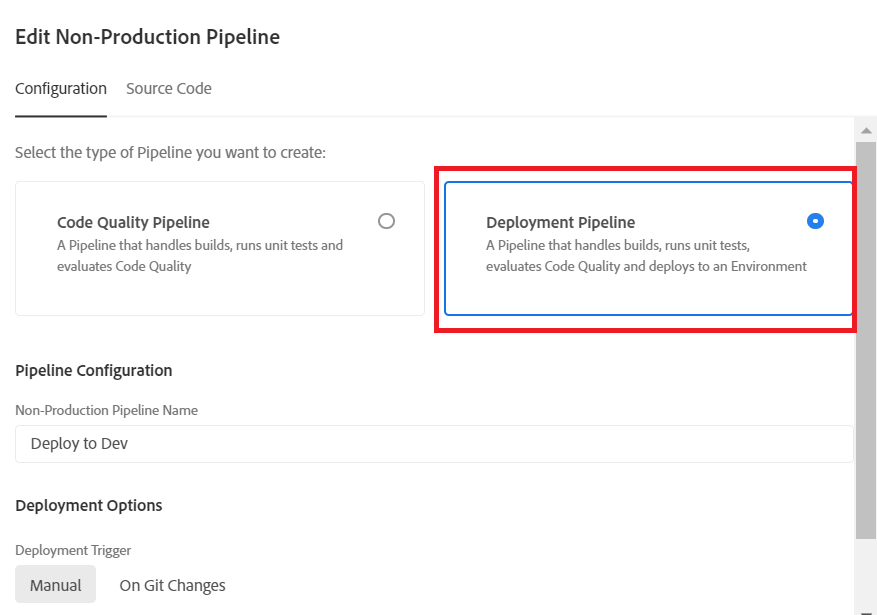 Edit Non-Production Pipeline
Configuration Source Code
Select the type of Pipeline you want to create:
Code Quality Pipeline
A Pipeline that handles builds, runs unit tests and
evaluates Code Quality
Deployment Pipeline
A Pipeline that handles builds, runs unit tests,
evaluates Code Quality and deploys to an Environment
Pipeline Configuration
Non-Production Pipeline Name
Deploy to Dev
Deployment Options
Deployment Trigger
Manual On Git Changes